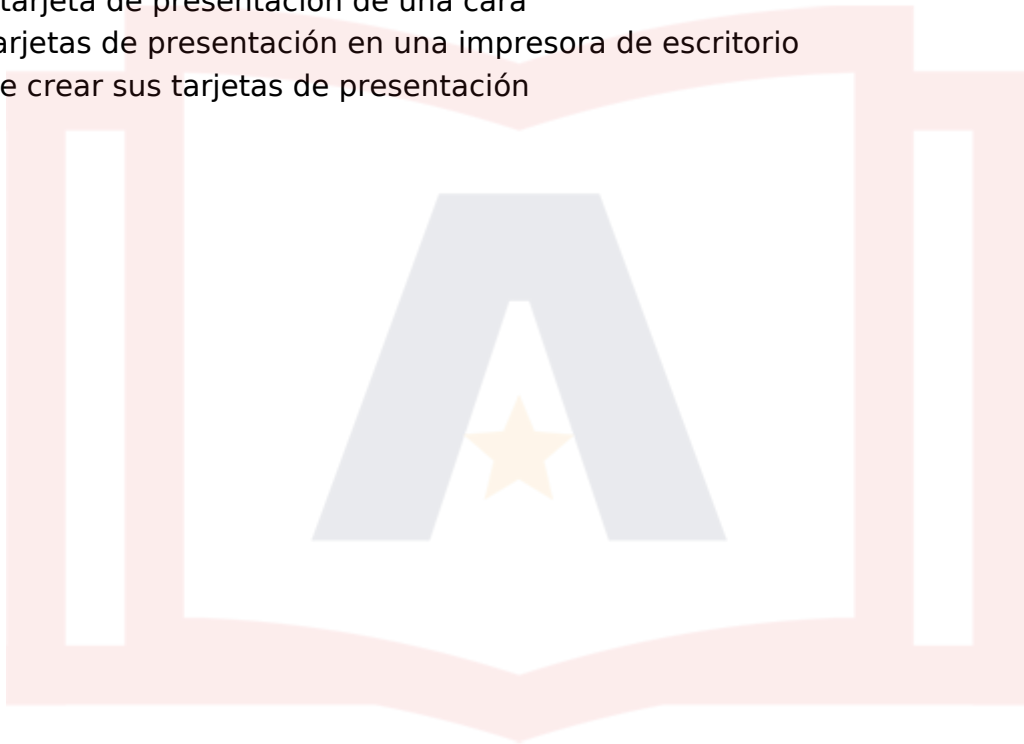 tarjeta de presentación de una cara
arjetas de presentación en una impresora de escritorio
e crear sus tarjetas de presentación